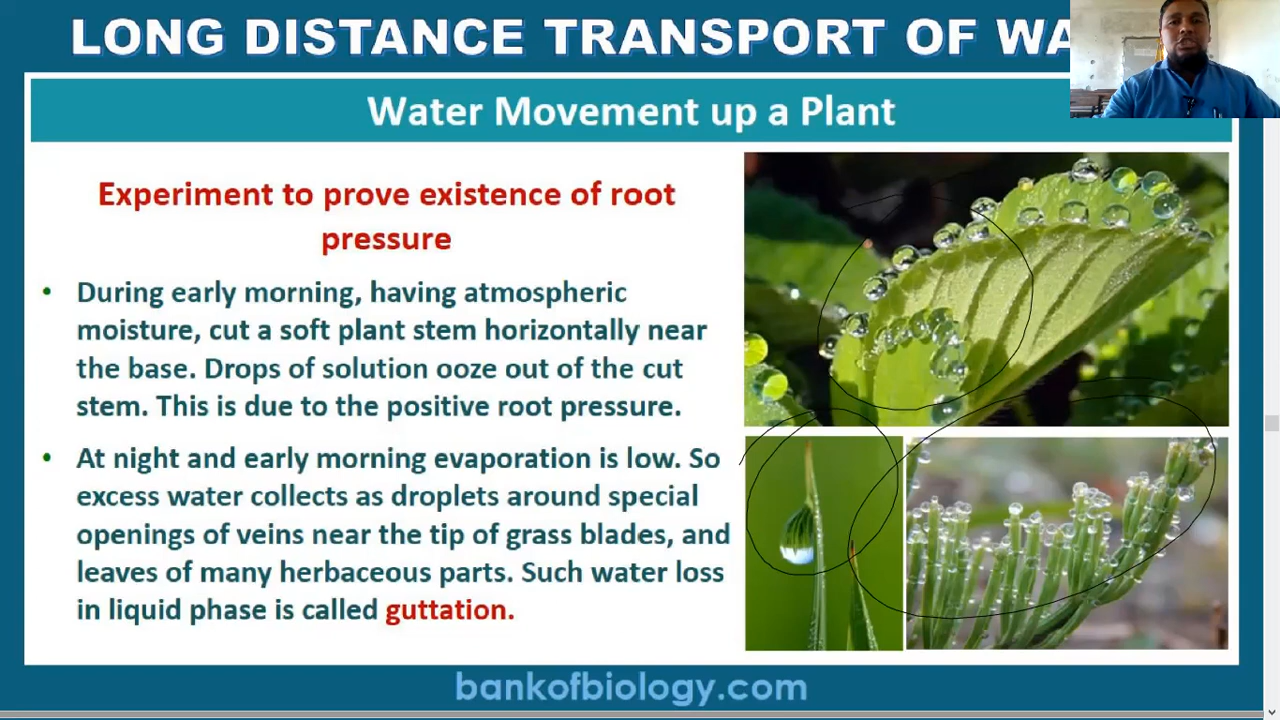 LONG DISTANCE TRANSPORT OF
Water Movement up a Plant
Experiment to prove existence of root
pressure
• During early morning, having atmospheric
moisture, cut a soft plant stem horizontally near
the base. Drops of solution ooze out of the cut
stem. This is due to the positive root pressure.
• At night and early morning evaporation is low. So
excess water collects as droplets around special
openings of veins near the tip of grass blades, and
leaves of many herbaceous parts. Such water loss
in liquid phase is called guttation.
bankofbiology.com